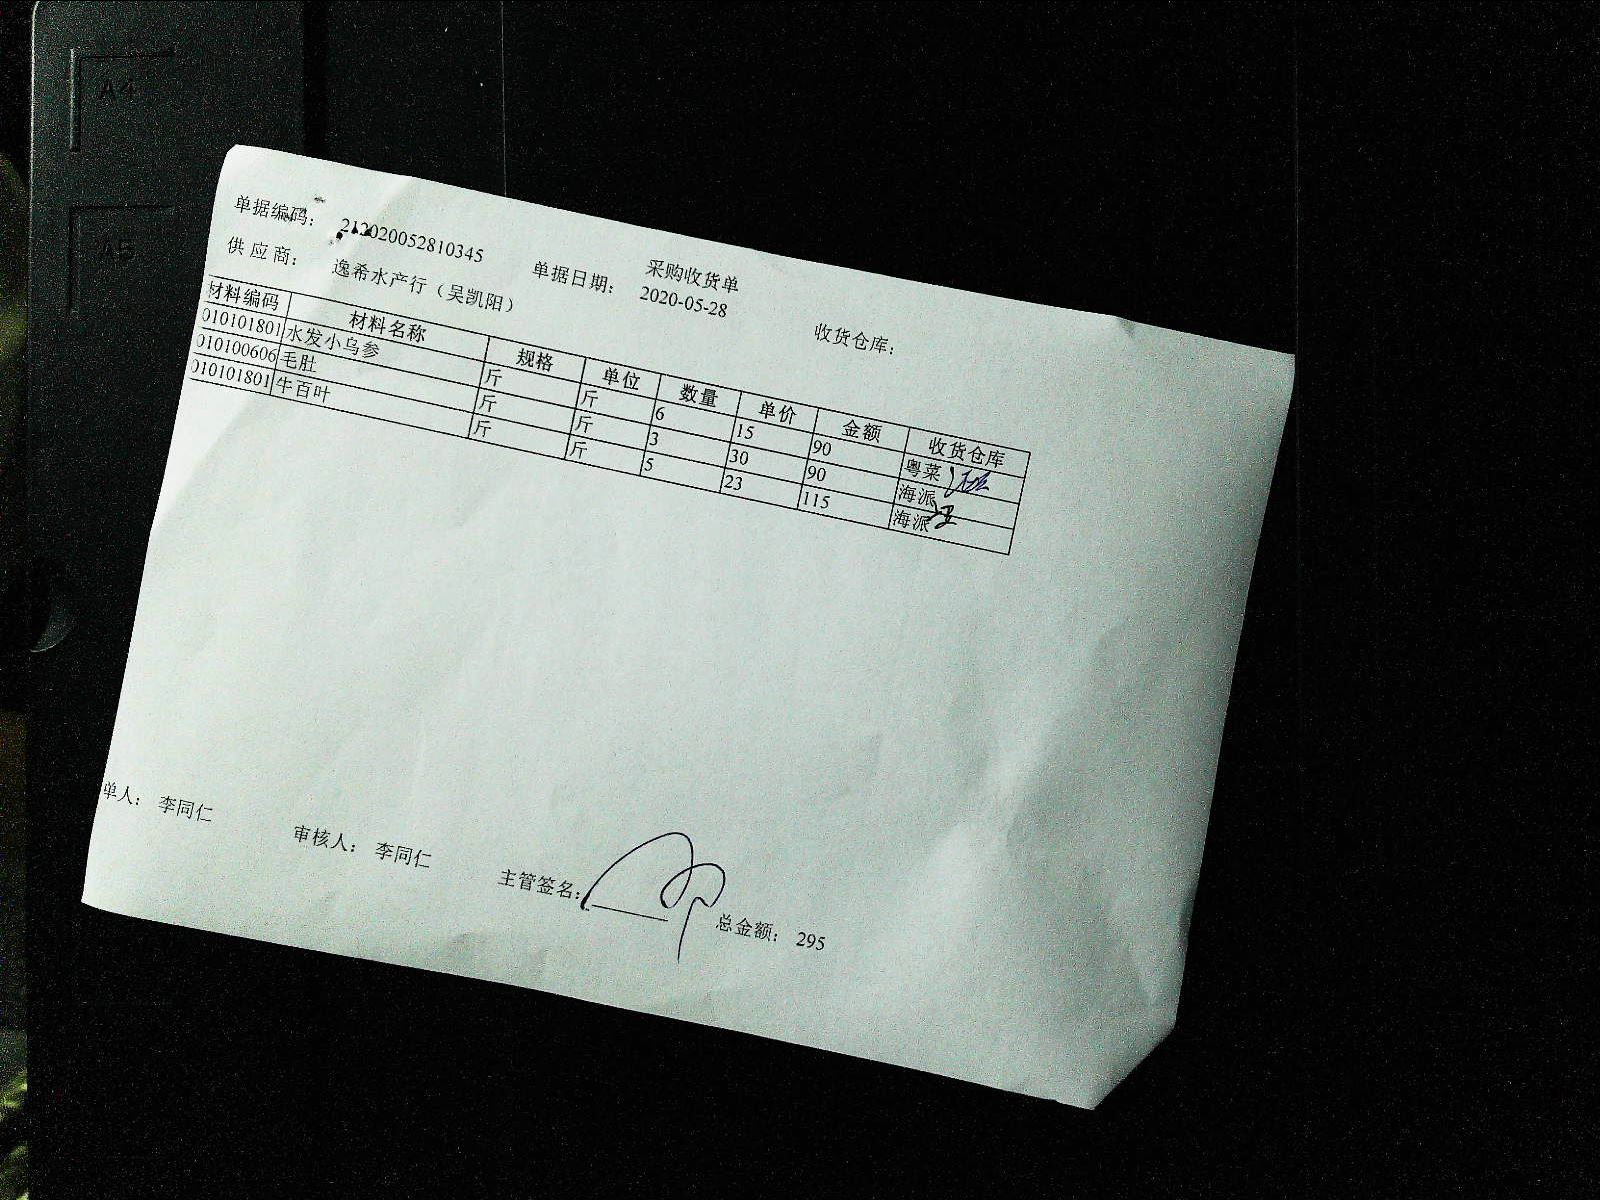 A4
A5
采购收货单
单据编码: 212020052810345 单据日期: 2020-05-28 收货仓库:
供应商: 逸希水产行（吴凯阳）
材料编码 材料名称 规格 单位 数量 单价 金额 收货仓库
010101801 水发小乌参 斤 斤 6 15 90 粤菜
010100606 毛肚 斤 斤 3 30 90 海派
010101801 牛百叶 斤 斤 5 23 115 海派
单人: 李同仁 审核人: 李同仁 主管签名: 总金额: 295